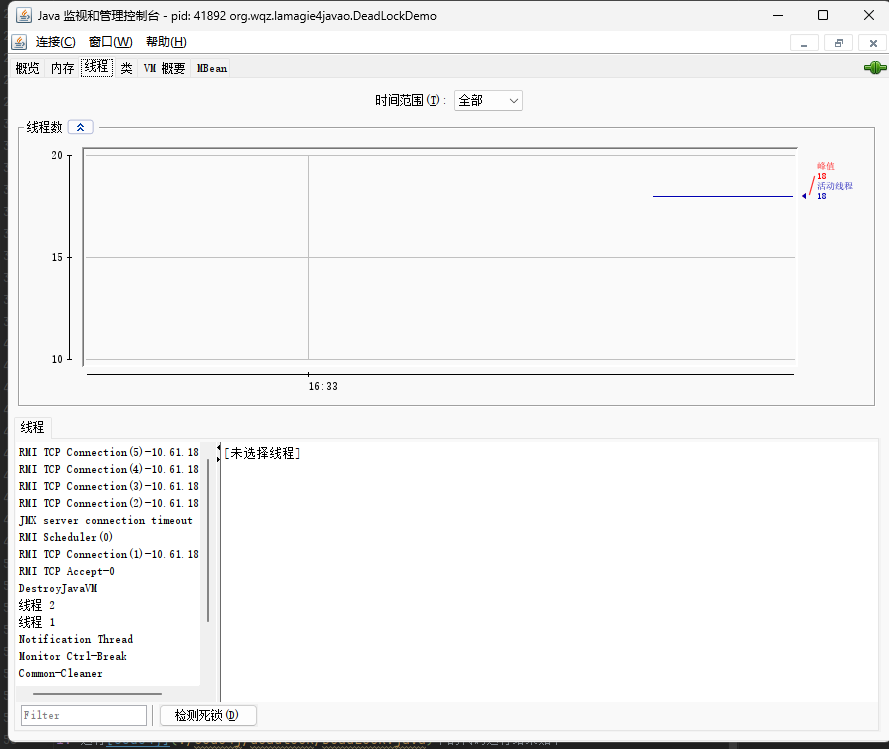 Java 监视和管理控制台 - pid: 41892 org.wqz.lamagie4javao.DeadLockDemo
连接(C) 窗口(W) 帮助(H)
概览 内存 线程 类 VM 概要 MBean
时间范围(T): 全部
线程数
20
15
10
峰值
18
活动线程
18
16:33
线程
RMI TCP Connection(5)-10.61.18
RMI TCP Connection(4)-10.61.18
RMI TCP Connection(3)-10.61.18
RMI TCP Connection(2)-10.61.18
JMX server connection timeout
RMI Scheduler(0)
RMI TCP Connection(1)-10.61.18
RMI TCP Accept-0
DestroyJavaVM
线程 2
线程 1
Notification Thread
Monitor Ctrl-Break
Common-Cleaner
[未选择线程]
Filter 检测死锁(D)